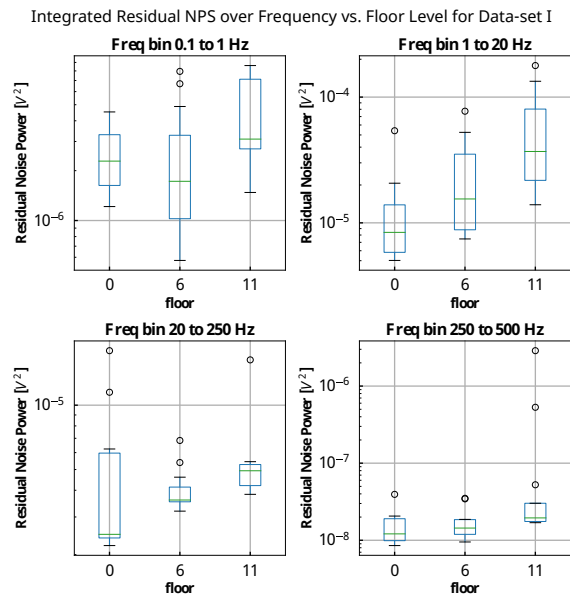 Integrated Residual NPS over Frequency vs. Floor Level for Data-set I
Freq bin 0.1 to 1 Hz
Residual Noise Power [V²]
10⁻⁶
0 6 11
floor
Freq bin 1 to 20 Hz
Residual Noise Power [V²]
10⁻⁴
10⁻⁵
0 6 11
floor
Freq bin 20 to 250 Hz
Residual Noise Power [V²]
10⁻⁵
0 6 11
floor
Freq bin 250 to 500 Hz
Residual Noise Power [V²]
10⁻⁶
10⁻⁷
10⁻⁸
0 6 11
floor